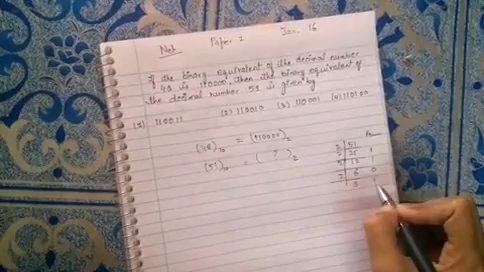 Net Paper 2 Jan. 16
If the binary equivalent of the decimal number
48 is 110000, then the binary equivalent of
the decimal number 51 is given by
(1) 110011 (2) 110010 (3) 110001 (4) 110100
(48)10 = (110000)2
(51)10 = ( ? )2
2 51
2 25 1
2 12 1
2 6 0
3